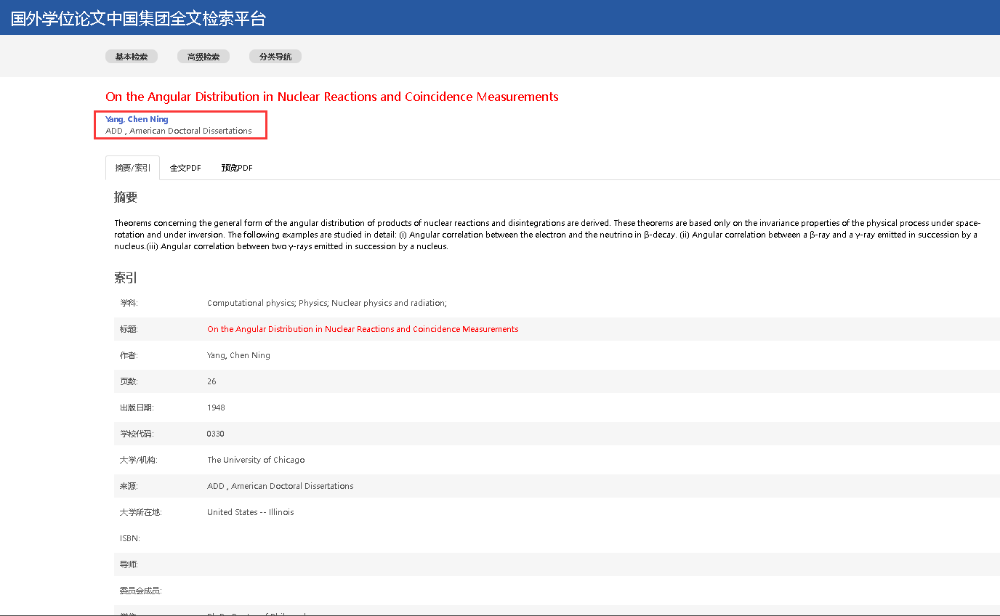 国外学位论文中国集团全文检索平台
基本检索 高级检索 分类导航
On the Angular Distribution in Nuclear Reactions and Coincidence Measurements
Yang, Chen Ning
ADD , American Doctoral Dissertations
摘要/索引 全文PDF 预览PDF
摘要
Theorems concerning the general form of the angular distribution of products of nuclear reactions and disintegrations are derived. These theorems are based only on the invariance properties of the physical process under space-
rotation and under inversion. The following examples are studied in detail: (i) Angular correlation between the electron and the neutrino in β-decay. (ii) Angular correlation between a β-ray and a γ-ray emitted in succession by a
nucleus.(iii) Angular correlation between two γ-rays emitted in succession by a nucleus.
索引
学科: Computational physics; Physics; Nuclear physics and radiation;
标题: On the Angular Distribution in Nuclear Reactions and Coincidence Measurements
作者: Yang, Chen Ning
页数: 26
出版日期: 1948
学校代码: 0330
大学/机构: The University of Chicago
来源: ADD , American Doctoral Dissertations
大学所在地: United States -- Illinois
ISBN:
导师:
委员会成员: